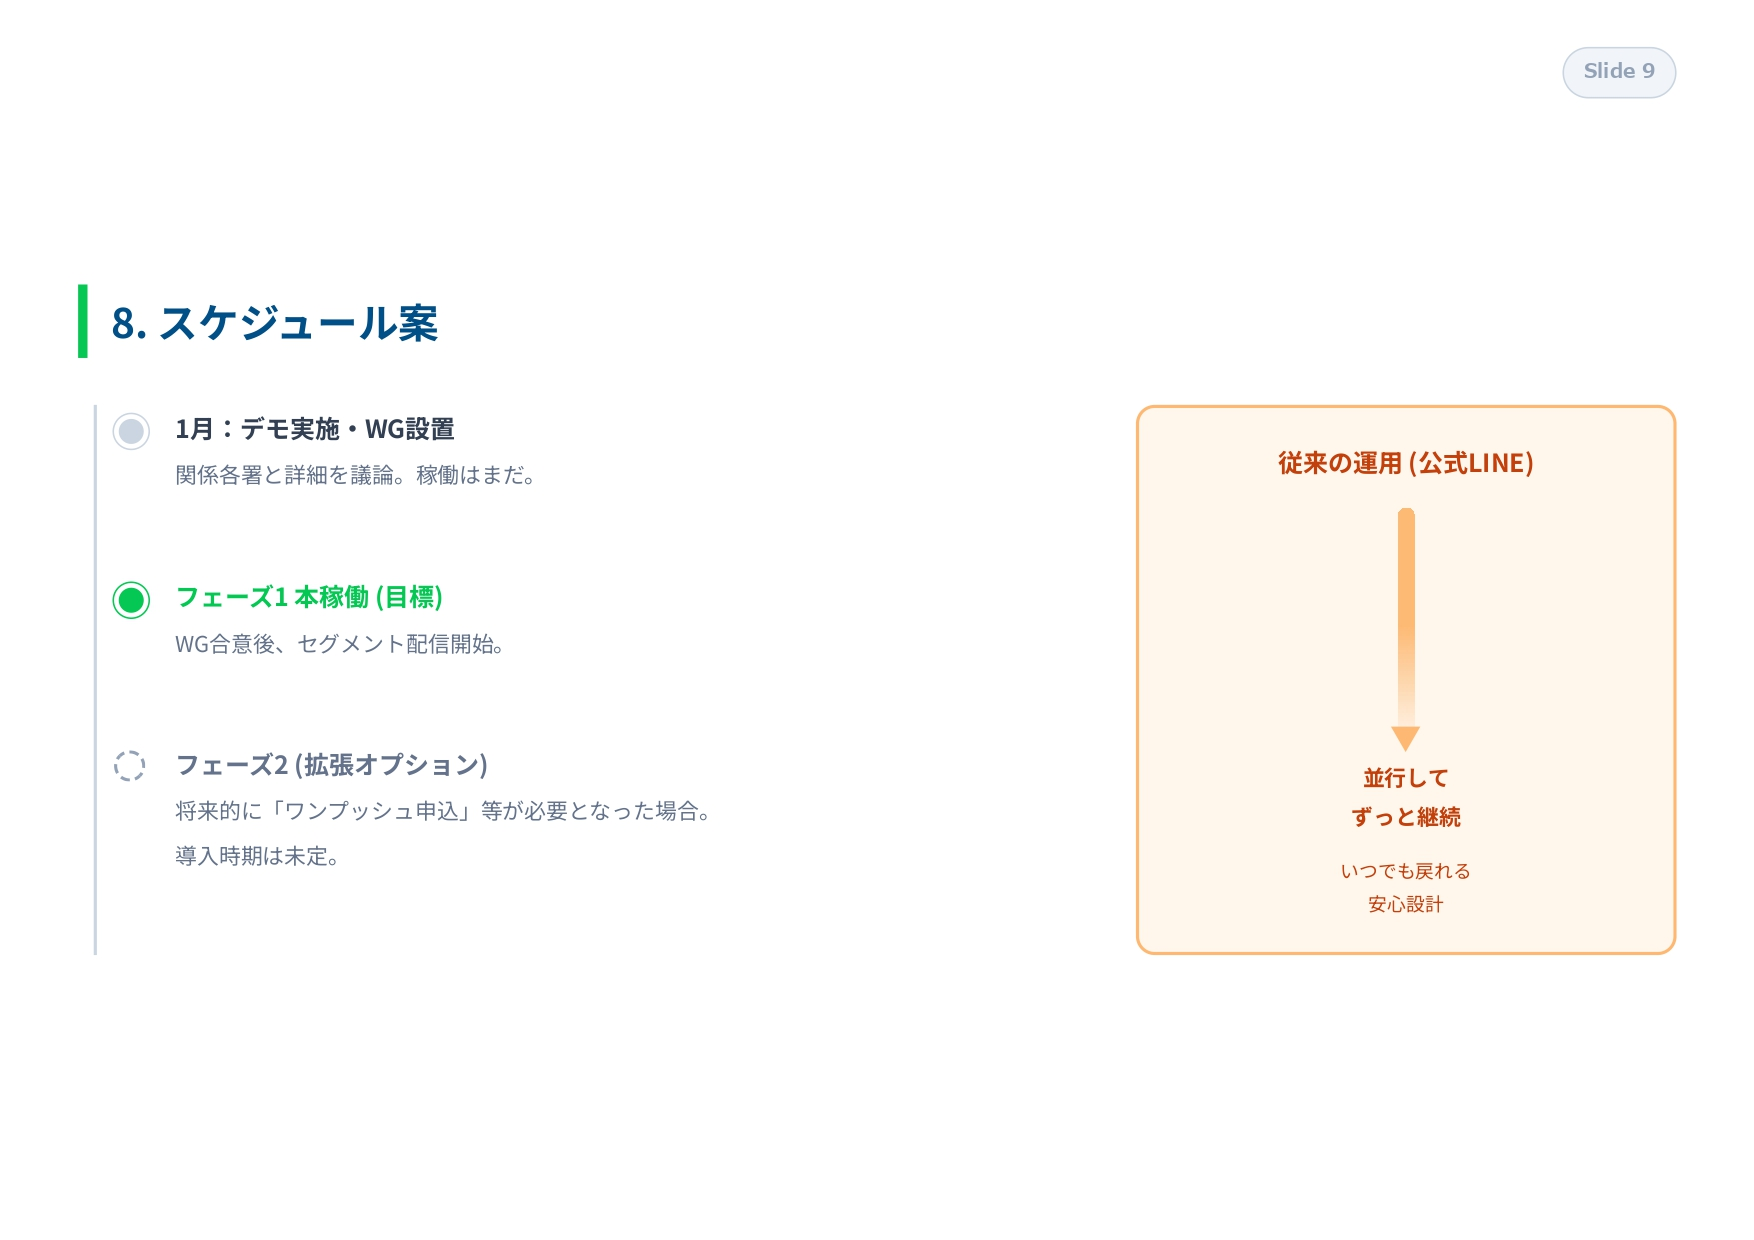 Slide 9
8. スケジュール案
1月：デモ実施・WG設置
関係各署と詳細を議論。稼働はまだ。
フェーズ1 本稼働 (目標)
WG合意後、セグメント配信開始。
フェーズ2 (拡張オプション)
将来的に「ワンプッシュ申込」等が必要となった場合。
導入時期は未定。
従来の運用 (公式LINE)
並行して
ずっと継続
いつでも戻れる
安心設計